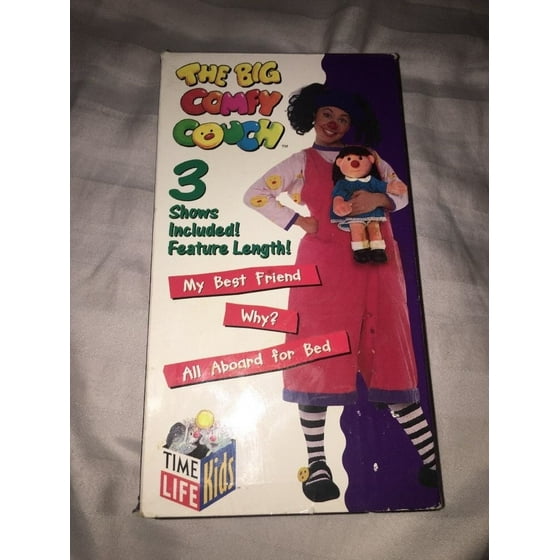 THE BIG
COMFY
COUCH™
3
Shows
Included!
Feature Length!
My Best Friend
Why?
All Aboard for Bed
TIME
LIFE
Kids